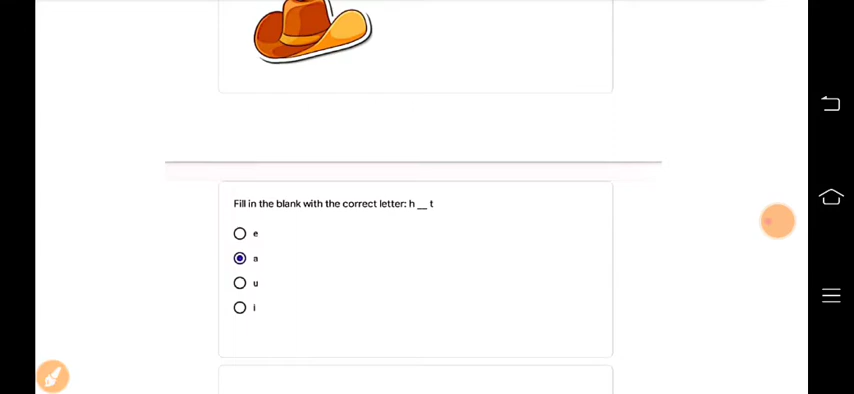 Fill in the blank with the correct letter: h __ t
e
a
u
i